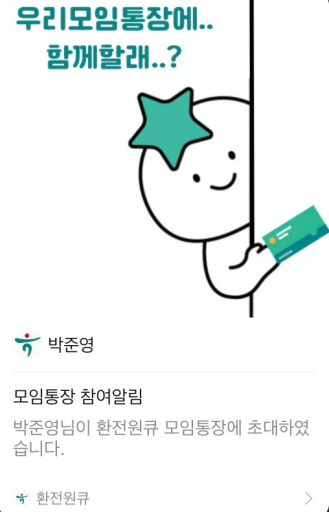 우리모임통장에..
함께할래..?
박준영
모임통장 참여알림
박준영님이 환전원큐 모임통장에 초대하였
습니다.
환전원큐